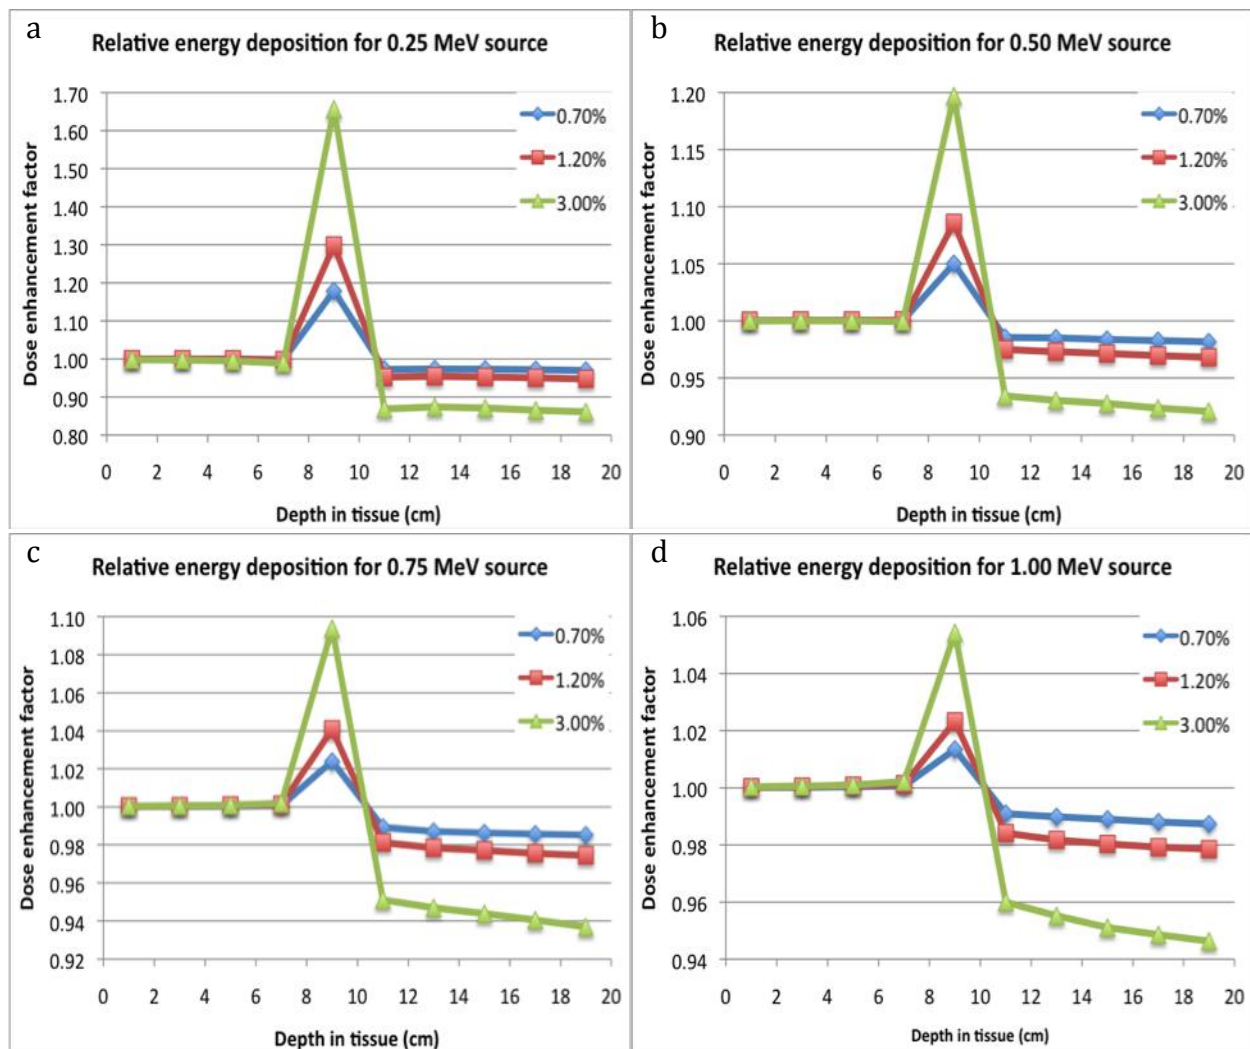 a
Relative energy deposition for 0.25 MeV source
Dose enhancement factor
1.70
1.60
1.50
1.40
1.30
1.20
1.10
1.00
0.90
0.80
0.70%
1.20%
3.00%
0 2 4 6 8 10 12 14 16 18 20
Depth in tissue (cm)
b
Relative energy deposition for 0.50 MeV source
Dose enhancement factor
1.20
1.15
1.10
1.05
1.00
0.95
0.90
0.70%
1.20%
3.00%
0 2 4 6 8 10 12 14 16 18 20
Depth in tissue (cm)
c
Relative energy deposition for 0.75 MeV source
Dose enhancement factor
1.10
1.08
1.06
1.04
1.02
1.00
0.98
0.96
0.94
0.92
0.70%
1.20%
3.00%
0 2 4 6 8 10 12 14 16 18 20
Depth in tissue (cm)
d
Relative energy deposition for 1.00 MeV source
Dose enhancement factor
1.06
1.04
1.02
1.00
0.98
0.96
0.94
0.70%
1.20%
3.00%
0 2 4 6 8 10 12 14 16 18 20
Depth in tissue (cm)